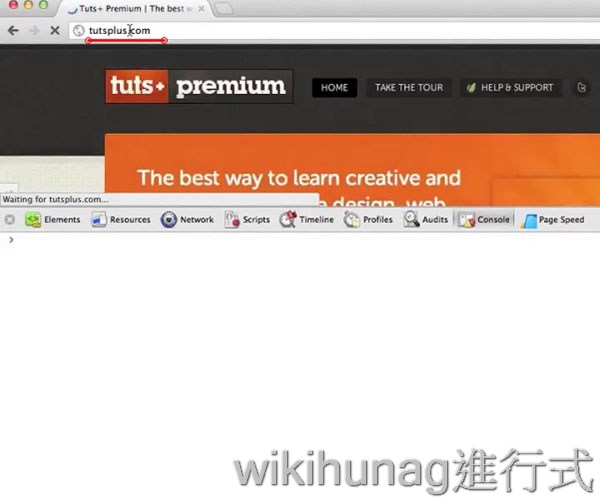 Tuts+ Premium | The best w
tutsplus.com
tuts+ premium
HOME
TAKE THE TOUR
HELP & SUPPORT
The best way to learn creative and
design, web
Waiting for tutsplus.com...
Elements
Resources
Network
Scripts
Timeline
Profiles
Audits
Console
Page Speed
wikihunag進行式